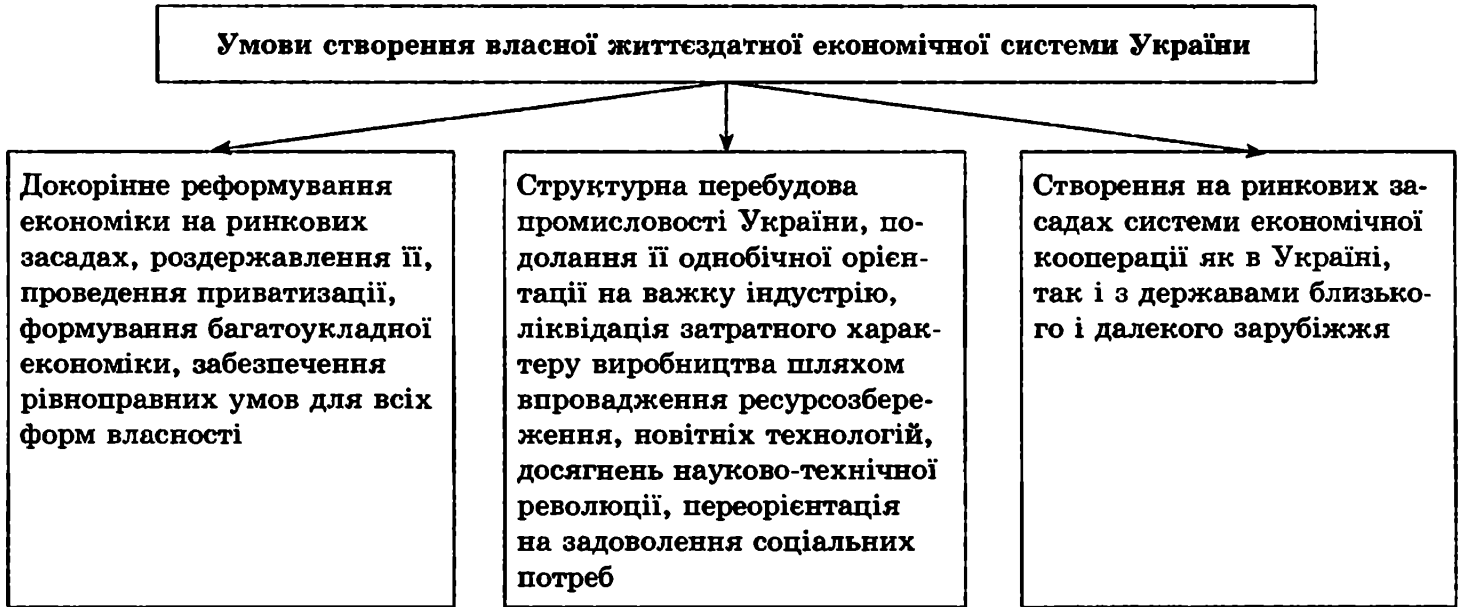 Умови створення власної життєздатної економічної системи України
Докорінне реформування
економіки на ринкових
засадах, роздержавлення її,
проведення приватизації,
формування багатоукладної
економіки, забезпечення
рівноправних умов для всіх
форм власності
Структурна перебудова
промисловості України, по-
долання її однобічної орієн-
тації на важку індустрію,
ліквідація затратного харак-
теру виробництва шляхом
впровадження ресурсозбере-
ження, новітніх технологій,
досягнень науково-технічної
революції, переорієнтація
на задоволення соціальних
потреб
Створення на ринкових за-
садах системи економічної
кооперації як в Україні,
так і з державами близько-
го і далекого зарубіжжя